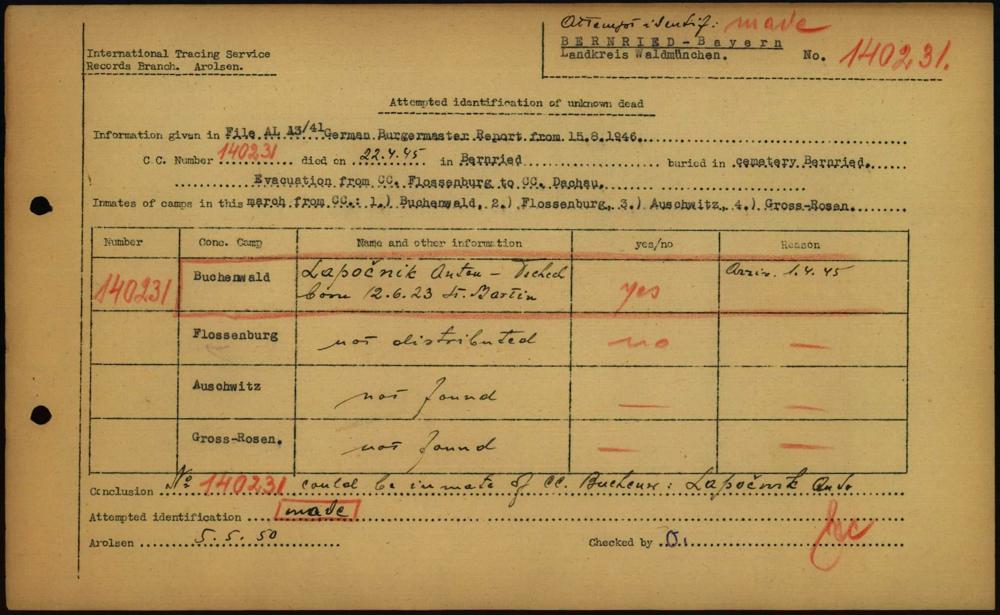 Attempt identif: made
International Tracing Service
Records Branch. Arolsen.
BERNRIED-Bayern
Landkreis Waldmünchen. No. 140231.
Attempted identification of unknown dead
Information given in File AL 13/41 German Burgermaster Report from 15.8.1946.
C C. Number 140231 died on 22.4.45 in Bernried buried in cemetery Bernried.
Evacuation from CC. Flossenburg to CC. Dachau.
Inmates of camps in this march from CC.: 1.) Buchenwald, 2.) Flossenburg, 3.) Auschwitz, 4.) Gross-Rosen.
Number Conc. Camp Name and other information yes/no Reason
140231 Buchenwald Lapočnik Anton - Tschech yes Arriv. 1.4.45
born 12.6.23 St. Bartin
Flossenburg not distributed no —
Auschwitz not found — —
Gross-Rosen. not found — —
Conclusion No 140231 could be inmate of CC. Buchenw: Lapočnik Anto
Attempted identification made
Arolsen 5.5.50 Checked by